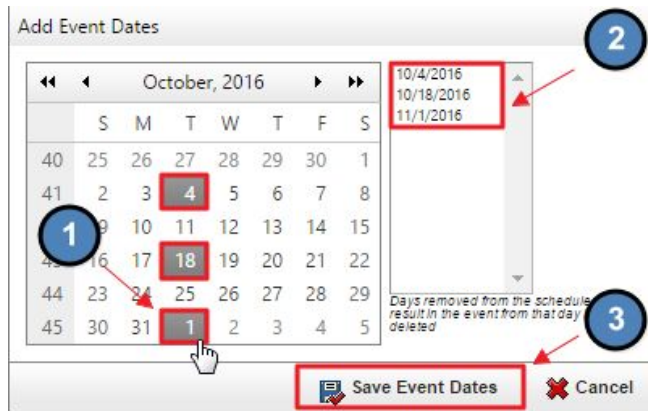 Add Event Dates
2
October, 2016
10/4/2016
10/18/2016
11/1/2016
S M T W T F S
40 25 26 27 28 29 30 1
41 2 3 4 5 6 7 8
1
9 10 11 12 13 14 15
43 16 17 18 19 20 21 22
44 23 24 25 26 27 28 29
45 30 31 1 2 3 4 5
Days removed from the schedule
result in the event from that day
deleted
3
Save Event Dates
Cancel